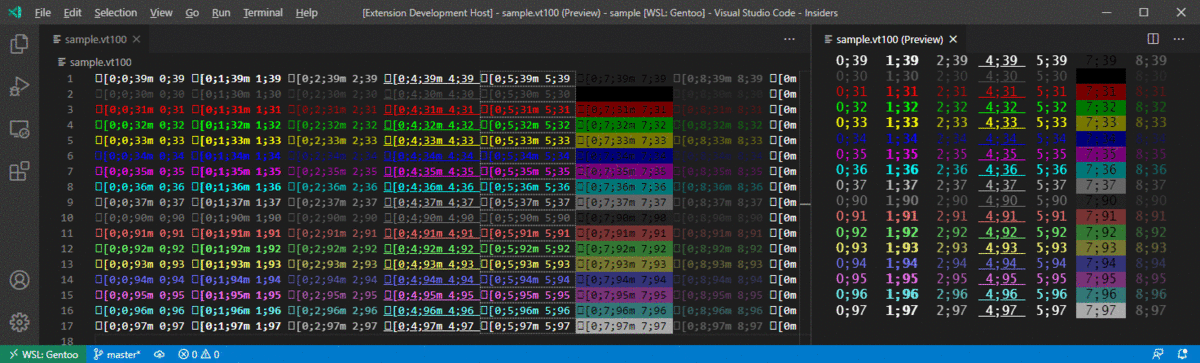 File Edit Selection View Go Run Terminal Help [Extension Development Host] - sample.vt100 (Preview) - sample [WSL: Gentoo] - Visual Studio Code - Insiders
sample.vt100
sample.vt100
1 □[0;0;39m 0;39 □[0;1;39m 1;39 □[0;2;39m 2;39 □[0;4;39m 4;39 □[0;5;39m 5;39 □[0;7;39m 7;39 □[0;8;39m 8;39 □[0m
2 □[0;0;30m 0;30 □[0;1;30m 1;30 □[0;2;30m 2;30 □[0;4;30m 4;30 □[0;5;30m 5;30 □[0;8;30m 8;30 □[0m
3 □[0;0;31m 0;31 □[0;1;31m 1;31 □[0;2;31m 2;31 □[0;4;31m 4;31 □[0;5;31m 5;31 □[0;7;31m 7;31 □[0;8;31m 8;31 □[0m
4 □[0;0;32m 0;32 □[0;1;32m 1;32 □[0;2;32m 2;32 □[0;4;32m 4;32 □[0;5;32m 5;32 □[0;7;32m 7;32 □[0;8;32m 8;32 □[0m
5 □[0;0;33m 0;33 □[0;1;33m 1;33 □[0;2;33m 2;33 □[0;4;33m 4;33 □[0;5;33m 5;33 □[0;7;33m 7;33 □[0;8;33m 8;33 □[0m
6 □[0;0;34m 0;34 □[0;1;34m 1;34 □[0;2;34m 2;34 □[0;4;34m 4;34 □[0;5;34m 5;34 □[0;7;34m 7;34 □[0;8;34m 8;34 □[0m
7 □[0;0;35m 0;35 □[0;1;35m 1;35 □[0;2;35m 2;35 □[0;4;35m 4;35 □[0;5;35m 5;35 □[0;7;35m 7;35 □[0;8;35m 8;35 □[0m
8 □[0;0;36m 0;36 □[0;1;36m 1;36 □[0;2;36m 2;36 □[0;4;36m 4;36 □[0;5;36m 5;36 □[0;7;36m 7;36 □[0;8;36m 8;36 □[0m
9 □[0;0;37m 0;37 □[0;1;37m 1;37 □[0;2;37m 2;37 □[0;4;37m 4;37 □[0;5;37m 5;37 □[0;7;37m 7;37 □[0;8;37m 8;37 □[0m
10 □[0;0;90m 0;90 □[0;1;90m 1;90 □[0;2;90m 2;90 □[0;4;90m 4;90 □[0;5;90m 5;90 □[0;7;90m 7;90 □[0;8;90m 8;90 □[0m
11 □[0;0;91m 0;91 □[0;1;91m 1;91 □[0;2;91m 2;91 □[0;4;91m 4;91 □[0;5;91m 5;91 □[0;7;91m 7;91 □[0;8;91m 8;91 □[0m
12 □[0;0;92m 0;92 □[0;1;92m 1;92 □[0;2;92m 2;92 □[0;4;92m 4;92 □[0;5;92m 5;92 □[0;7;92m 7;92 □[0;8;92m 8;92 □[0m
13 □[0;0;93m 0;93 □[0;1;93m 1;93 □[0;2;93m 2;93 □[0;4;93m 4;93 □[0;5;93m 5;93 □[0;7;93m 7;93 □[0;8;93m 8;93 □[0m
14 □[0;0;94m 0;94 □[0;1;94m 1;94 □[0;2;94m 2;94 □[0;4;94m 4;94 □[0;5;94m 5;94 □[0;7;94m 7;94 □[0;8;94m 8;94 □[0m
15 □[0;0;95m 0;95 □[0;1;95m 1;95 □[0;2;95m 2;95 □[0;4;95m 4;95 □[0;5;95m 5;95 □[0;7;95m 7;95 □[0;8;95m 8;95 □[0m
16 □[0;0;96m 0;96 □[0;1;96m 1;96 □[0;2;96m 2;96 □[0;4;96m 4;96 □[0;5;96m 5;96 □[0;7;96m 7;96 □[0;8;96m 8;96 □[0m
17 □[0;0;97m 0;97 □[0;1;97m 1;97 □[0;2;97m 2;97 □[0;4;97m 4;97 □[0;5;97m 5;97 □[0;7;97m 7;97 □[0;8;97m 8;97 □[0m
18
sample.vt100 (Preview)
0;39 1;39 2;39 4;39 5;39 7;39 8;39
0;31 1;31 2;31 4;31 5;31 7;31 8;31
0;32 1;32 2;32 4;32 5;32 7;32 8;32
0;33 1;33 2;33 4;33 5;33 7;33 8;33
0;34 1;34 2;34 4;34 5;34 7;34 8;34
0;35 1;35 2;35 4;35 5;35 7;35 8;35
0;36 1;36 2;36 4;36 5;36 7;36 8;36
0;37 1;37 2;37 4;37 5;37 7;37 8;37
0;90 1;90 2;90 4;90 5;90 7;90 8;90
0;91 1;91 2;91 4;91 5;91 7;91 8;91
0;92 1;92 2;92 4;92 5;92 7;92 8;92
0;93 1;93 2;93 4;93 5;93 7;93 8;93
0;94 1;94 2;94 4;94 5;94 7;94 8;94
0;95 1;95 2;95 4;95 5;95 7;95 8;95
0;96 1;96 2;96 4;96 5;96 7;96 8;96
0;97 1;97 2;97 4;97 5;97 7;97 8;97
WSL: Gentoo master* 0 0